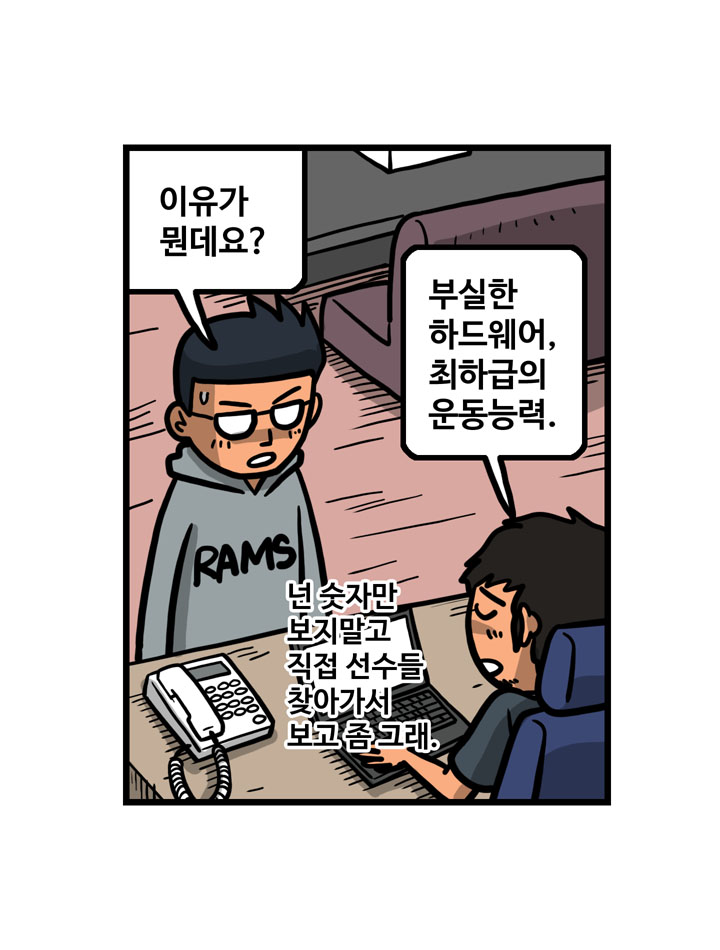 이유가
뭔데요?
부실한
하드웨어,
최하급의
운동능력.
RAMS
넌 숫자만
보지말고
직접 선수들
찾아가서
보고 좀 그래.